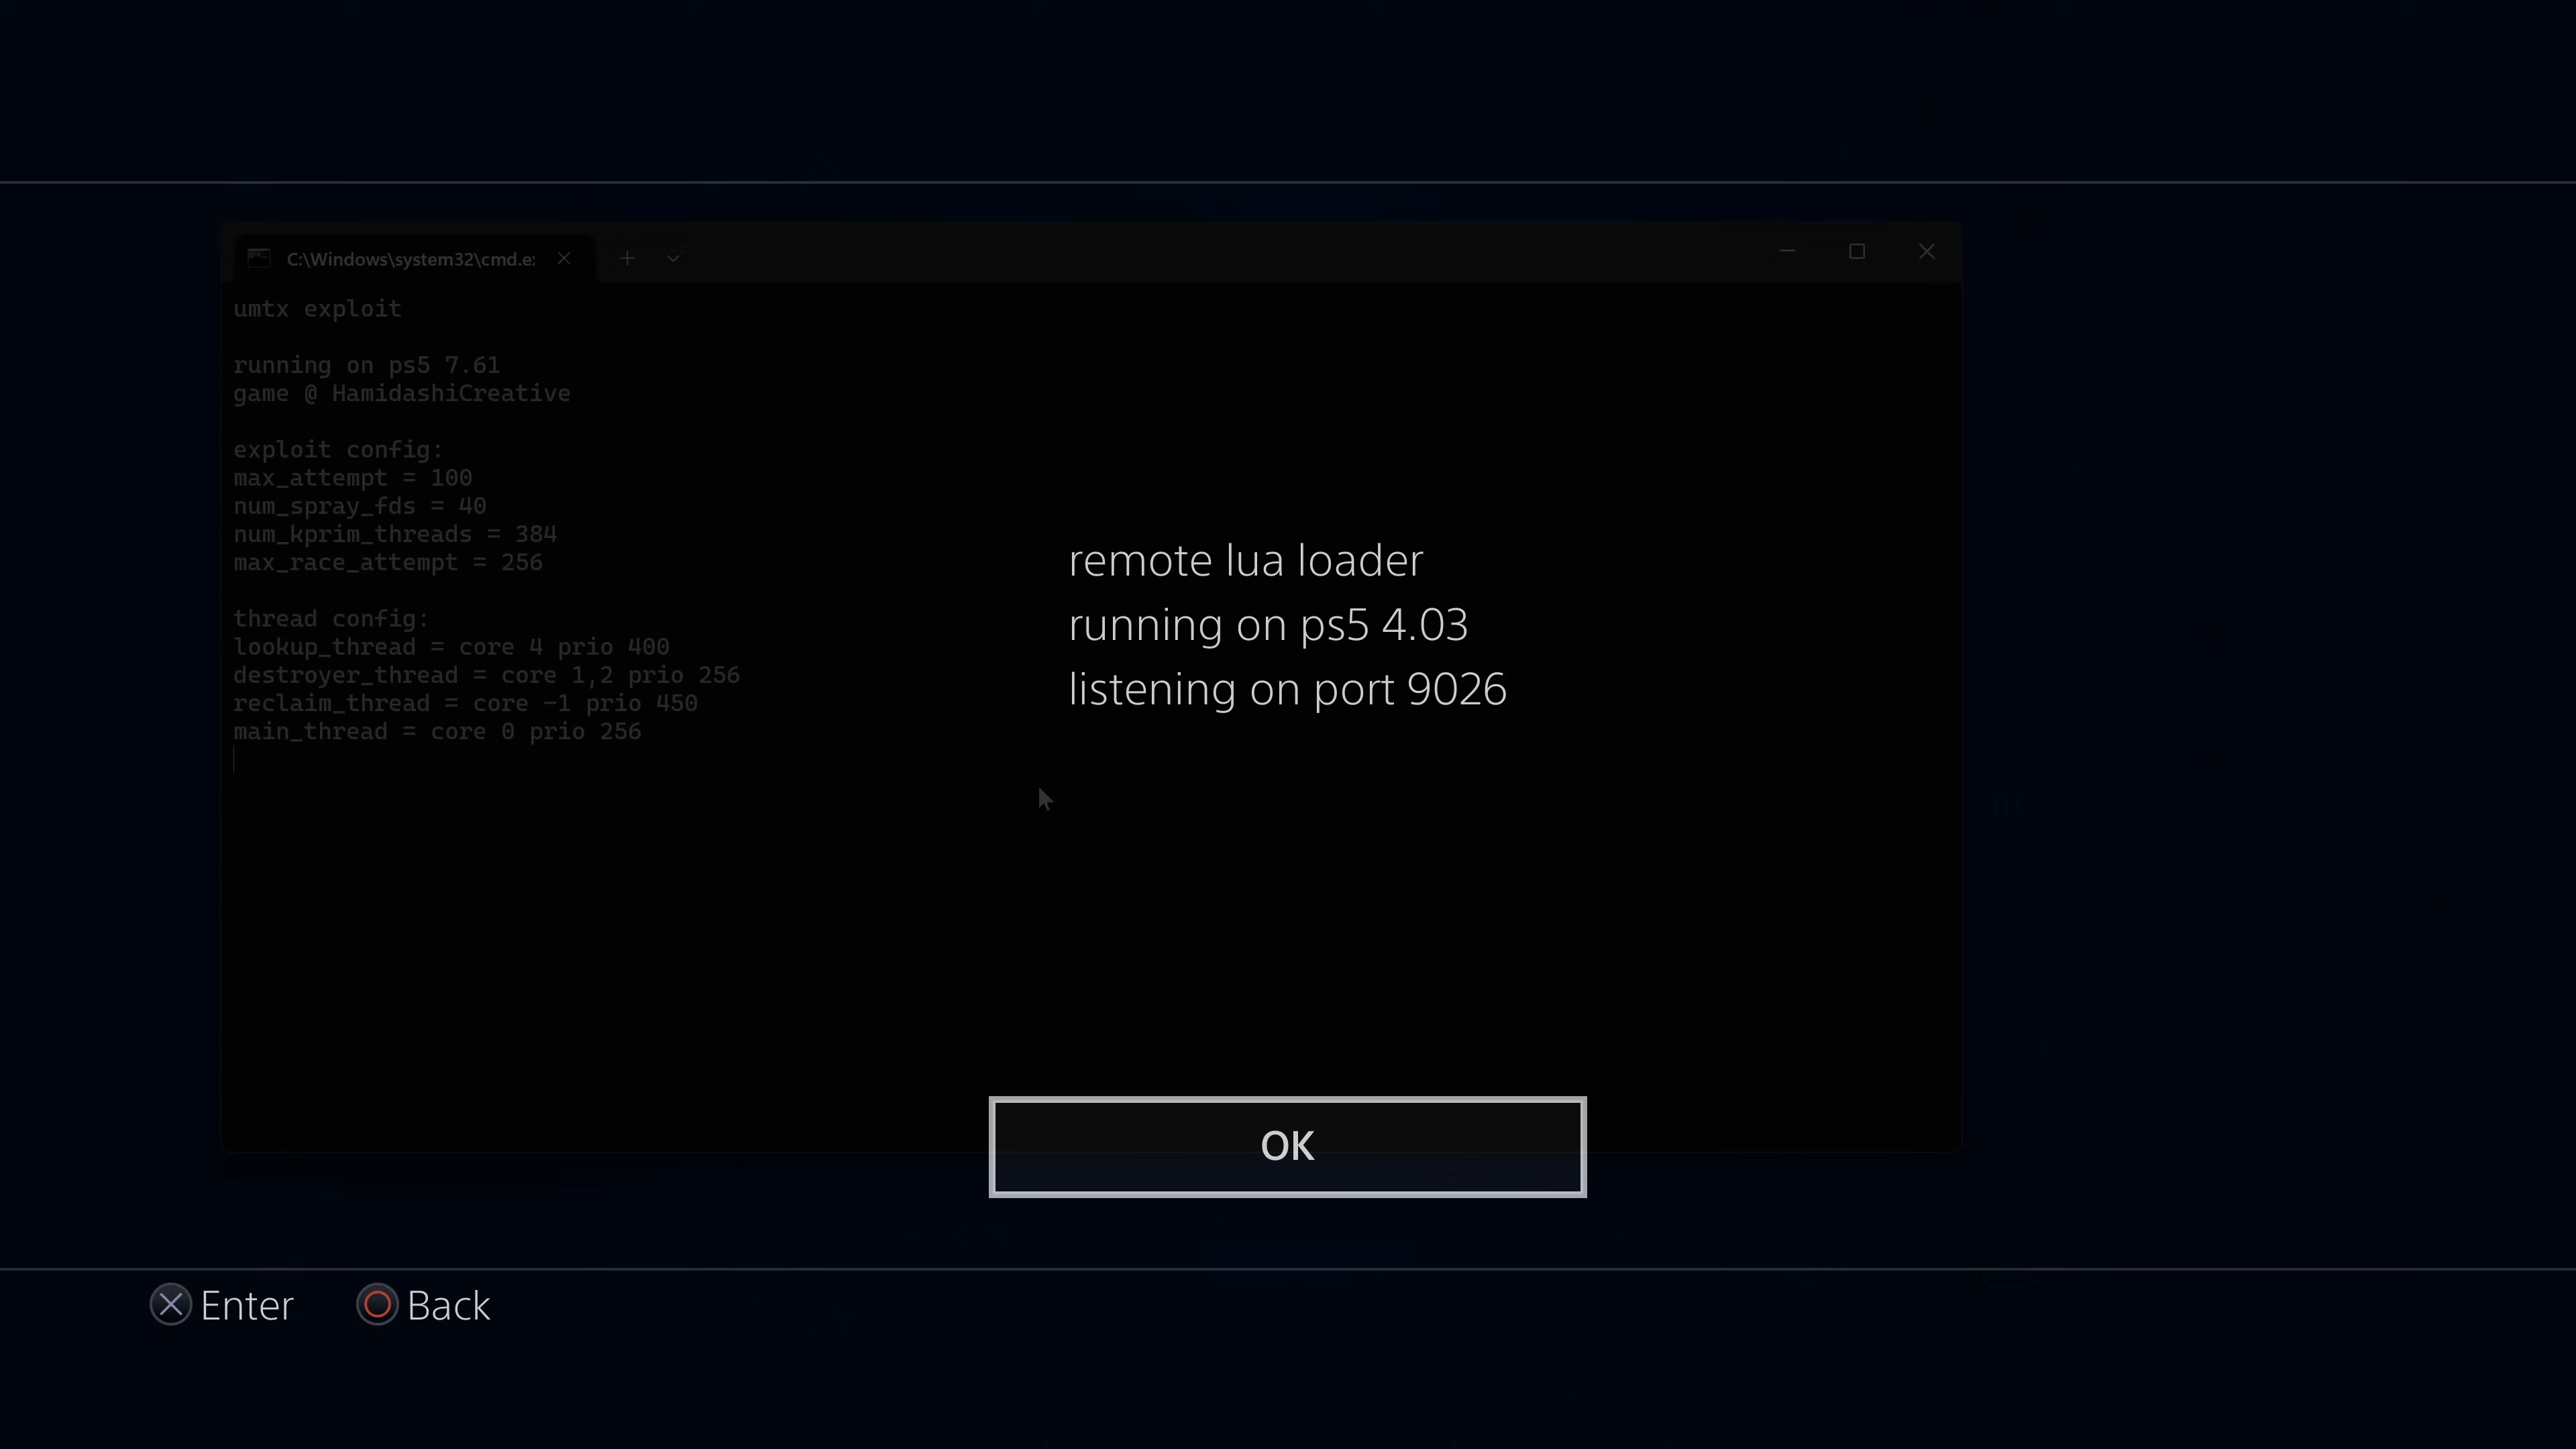 C:\Windows\system32\cmd.e:
umtx exploit
running on ps5 7.61
game @ HamidashiCreative
exploit config:
max_attempt = 100
num_spray_fds = 40
num_kprim_threads = 384
max_race_attempt = 256
thread config:
lookup_thread = core 4 prio 400
destroyer_thread = core 1,2 prio 256
reclaim_thread = core -1 prio 450
main_thread = core 0 prio 256
remote lua loader
running on ps5 4.03
listening on port 9026
OK
Enter
Back